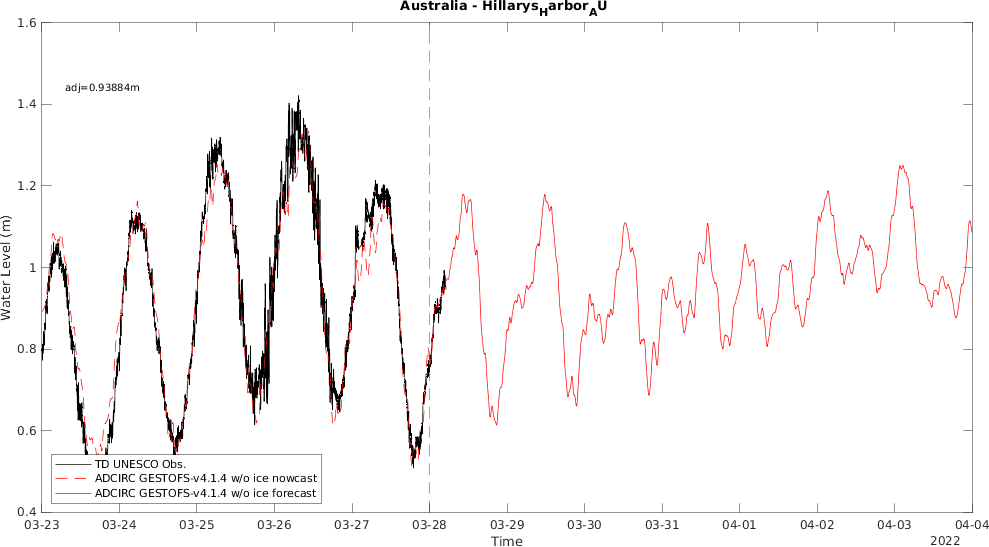 Australia - HillarysHarborAU
1.6
1.4
1.2
1
0.8
0.6
0.4
Water Level (m)
adj=0.93884m
TD UNESCO Obs.
ADCIRC GESTOFS-v4.1.4 w/o ice nowcast
ADCIRC GESTOFS-v4.1.4 w/o ice forecast
03-23 03-24 03-25 03-26 03-27 03-28 03-29 03-30 03-31 04-01 04-02 04-03 04-04
Time
2022